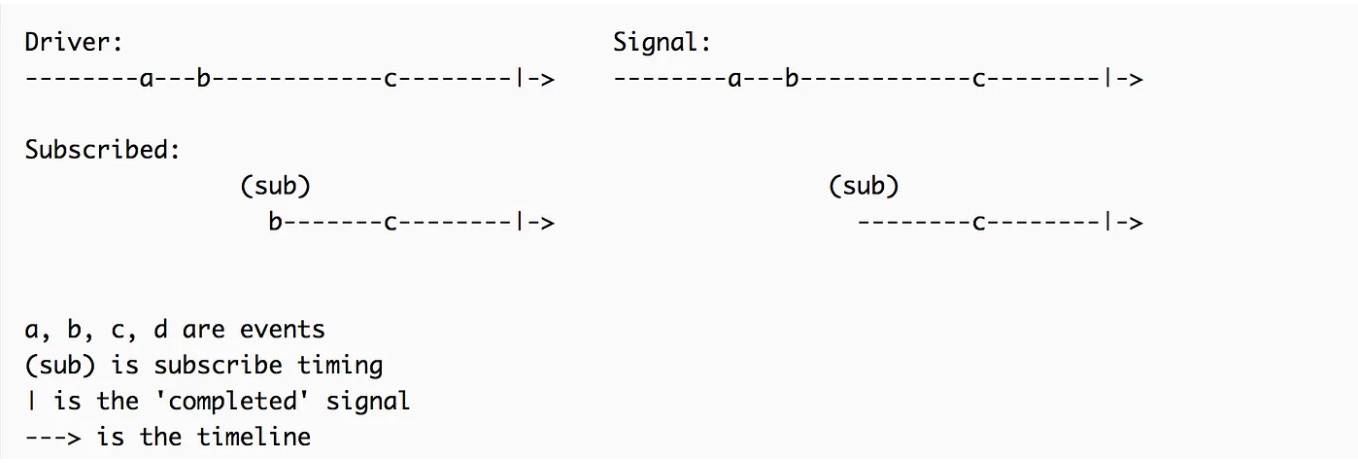 Driver:                                  Signal:
--------a---b------------c--------|->    --------a---b------------c--------|->
Subscribed:
               (sub)                                    (sub)
                 b-------c--------|->                     --------c--------|->
a, b, c, d are events
(sub) is subscribe timing
| is the 'completed' signal
---> is the timeline